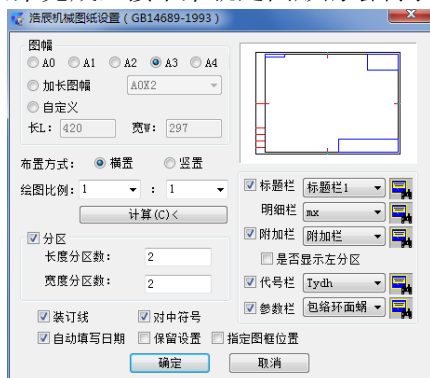 浩辰机械图纸设置(GB14689-1993)
图幅
A0 A1 A2 A3 A4
加长图幅 A0X2
自定义
长L: 420 宽W: 297
布置方式: 横置 竖置
绘图比例: 1 : 1
计算(C)<
分区
长度分区数: 2
宽度分区数: 2
标题栏 标题栏1
明细栏 mx
附加栏 附加栏
是否显示左分区
代号栏 Tydh
参数栏 包络环面蜗
装订线 对中符号
自动填写日期 保留设置 指定图框位置
确定 取消